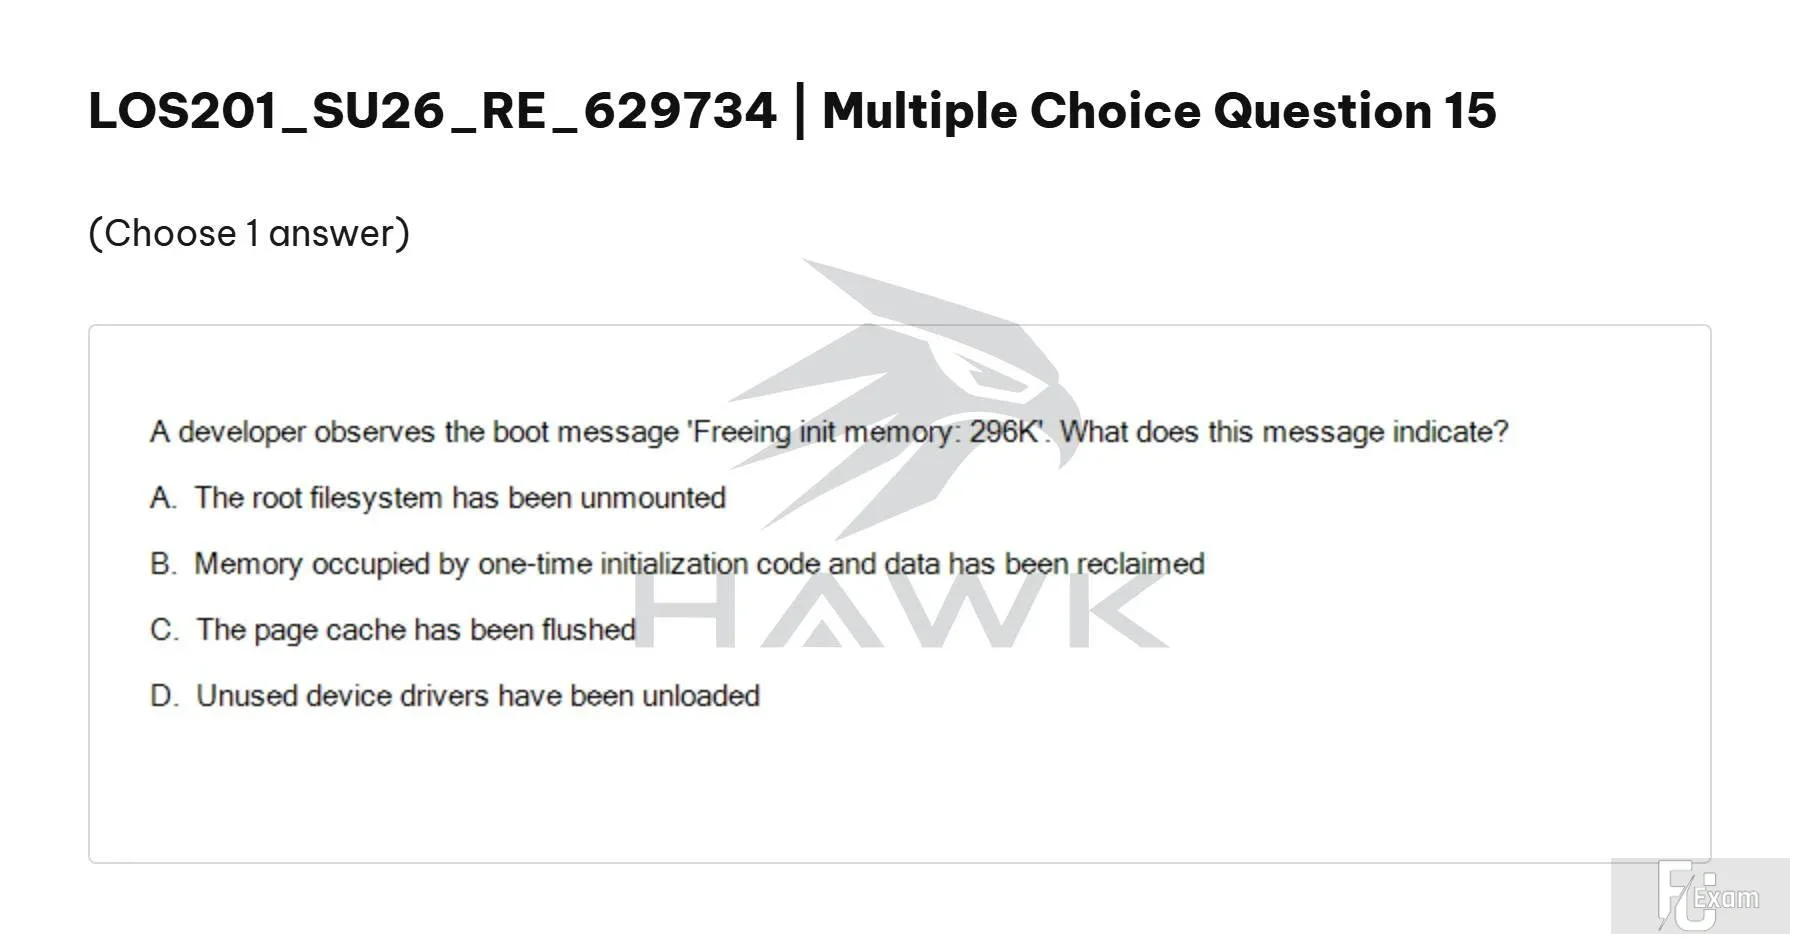 LOS201_SU26_RE_629734 | Multiple Choice Question 15
(Choose 1 answer)
A developer observes the boot message 'Freeing init memory: 296K'. What does this message indicate?
A. The root filesystem has been unmounted
B. Memory occupied by one-time initialization code and data has been reclaimed
C. The page cache has been flushed
D. Unused device drivers have been unloaded
HAWK
FU Exam